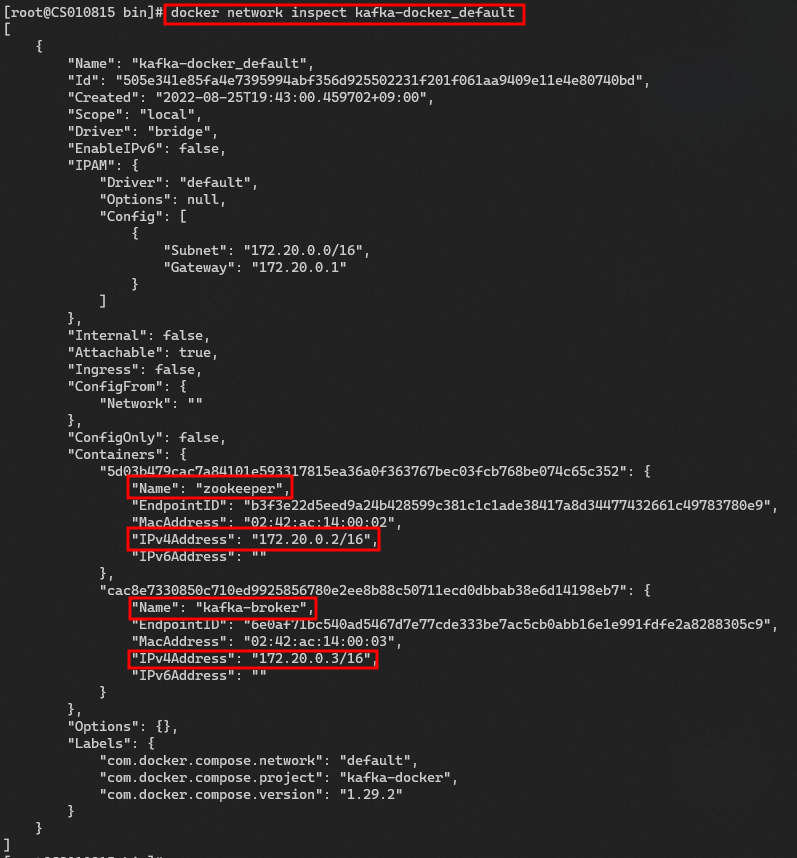 [root@CS010815 bin]# docker network inspect kafka-docker_default
[
    {
        "Name": "kafka-docker_default",
        "Id": "505e341e85fa4e7395994abf356d925502231f201f061aa9409e11e4e80740bd",
        "Created": "2022-08-25T19:43:00.459702+09:00",
        "Scope": "local",
        "Driver": "bridge",
        "EnableIPv6": false,
        "IPAM": {
            "Driver": "default",
            "Options": null,
            "Config": [
                {
                    "Subnet": "172.20.0.0/16",
                    "Gateway": "172.20.0.1"
                }
            ]
        },
        "Internal": false,
        "Attachable": true,
        "Ingress": false,
        "ConfigFrom": {
            "Network": ""
        },
        "ConfigOnly": false,
        "Containers": {
            "5d03b479cac7a84101e593317815ea36a0f363767bec03fcb768be074c65c352": {
                "Name": "zookeeper",
                "EndpointID": "b3f3e22d5eed9a24b428599c381c1c1ade38417a8d34477432661c49783780e9",
                "MacAddress": "02:42:ac:14:00:02",
                "IPv4Address": "172.20.0.2/16",
                "IPv6Address": ""
            },
            "cac8e7330850c710ed9925856780e2ee8b88c50711ecd0dbbab38e6d14198eb7": {
                "Name": "kafka-broker",
                "EndpointID": "6e0af71bc540ad5467d7e77cde333be7ac5cb0abb16e1e991fdfe2a8288305c9",
                "MacAddress": "02:42:ac:14:00:03",
                "IPv4Address": "172.20.0.3/16",
                "IPv6Address": ""
            }
        },
        "Options": {},
        "Labels": {
            "com.docker.compose.network": "default",
            "com.docker.compose.project": "kafka-docker",
            "com.docker.compose.version": "1.29.2"
        }
    }
]